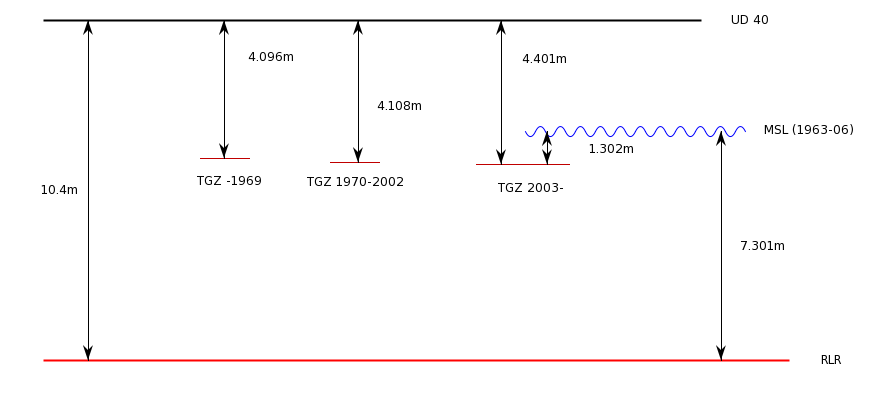 UD 40
4.096m
4.401m
4.108m
MSL (1963-06)
1.302m
TGZ -1969
TGZ 1970-2002
TGZ 2003-
10.4m
7.301m
RLR